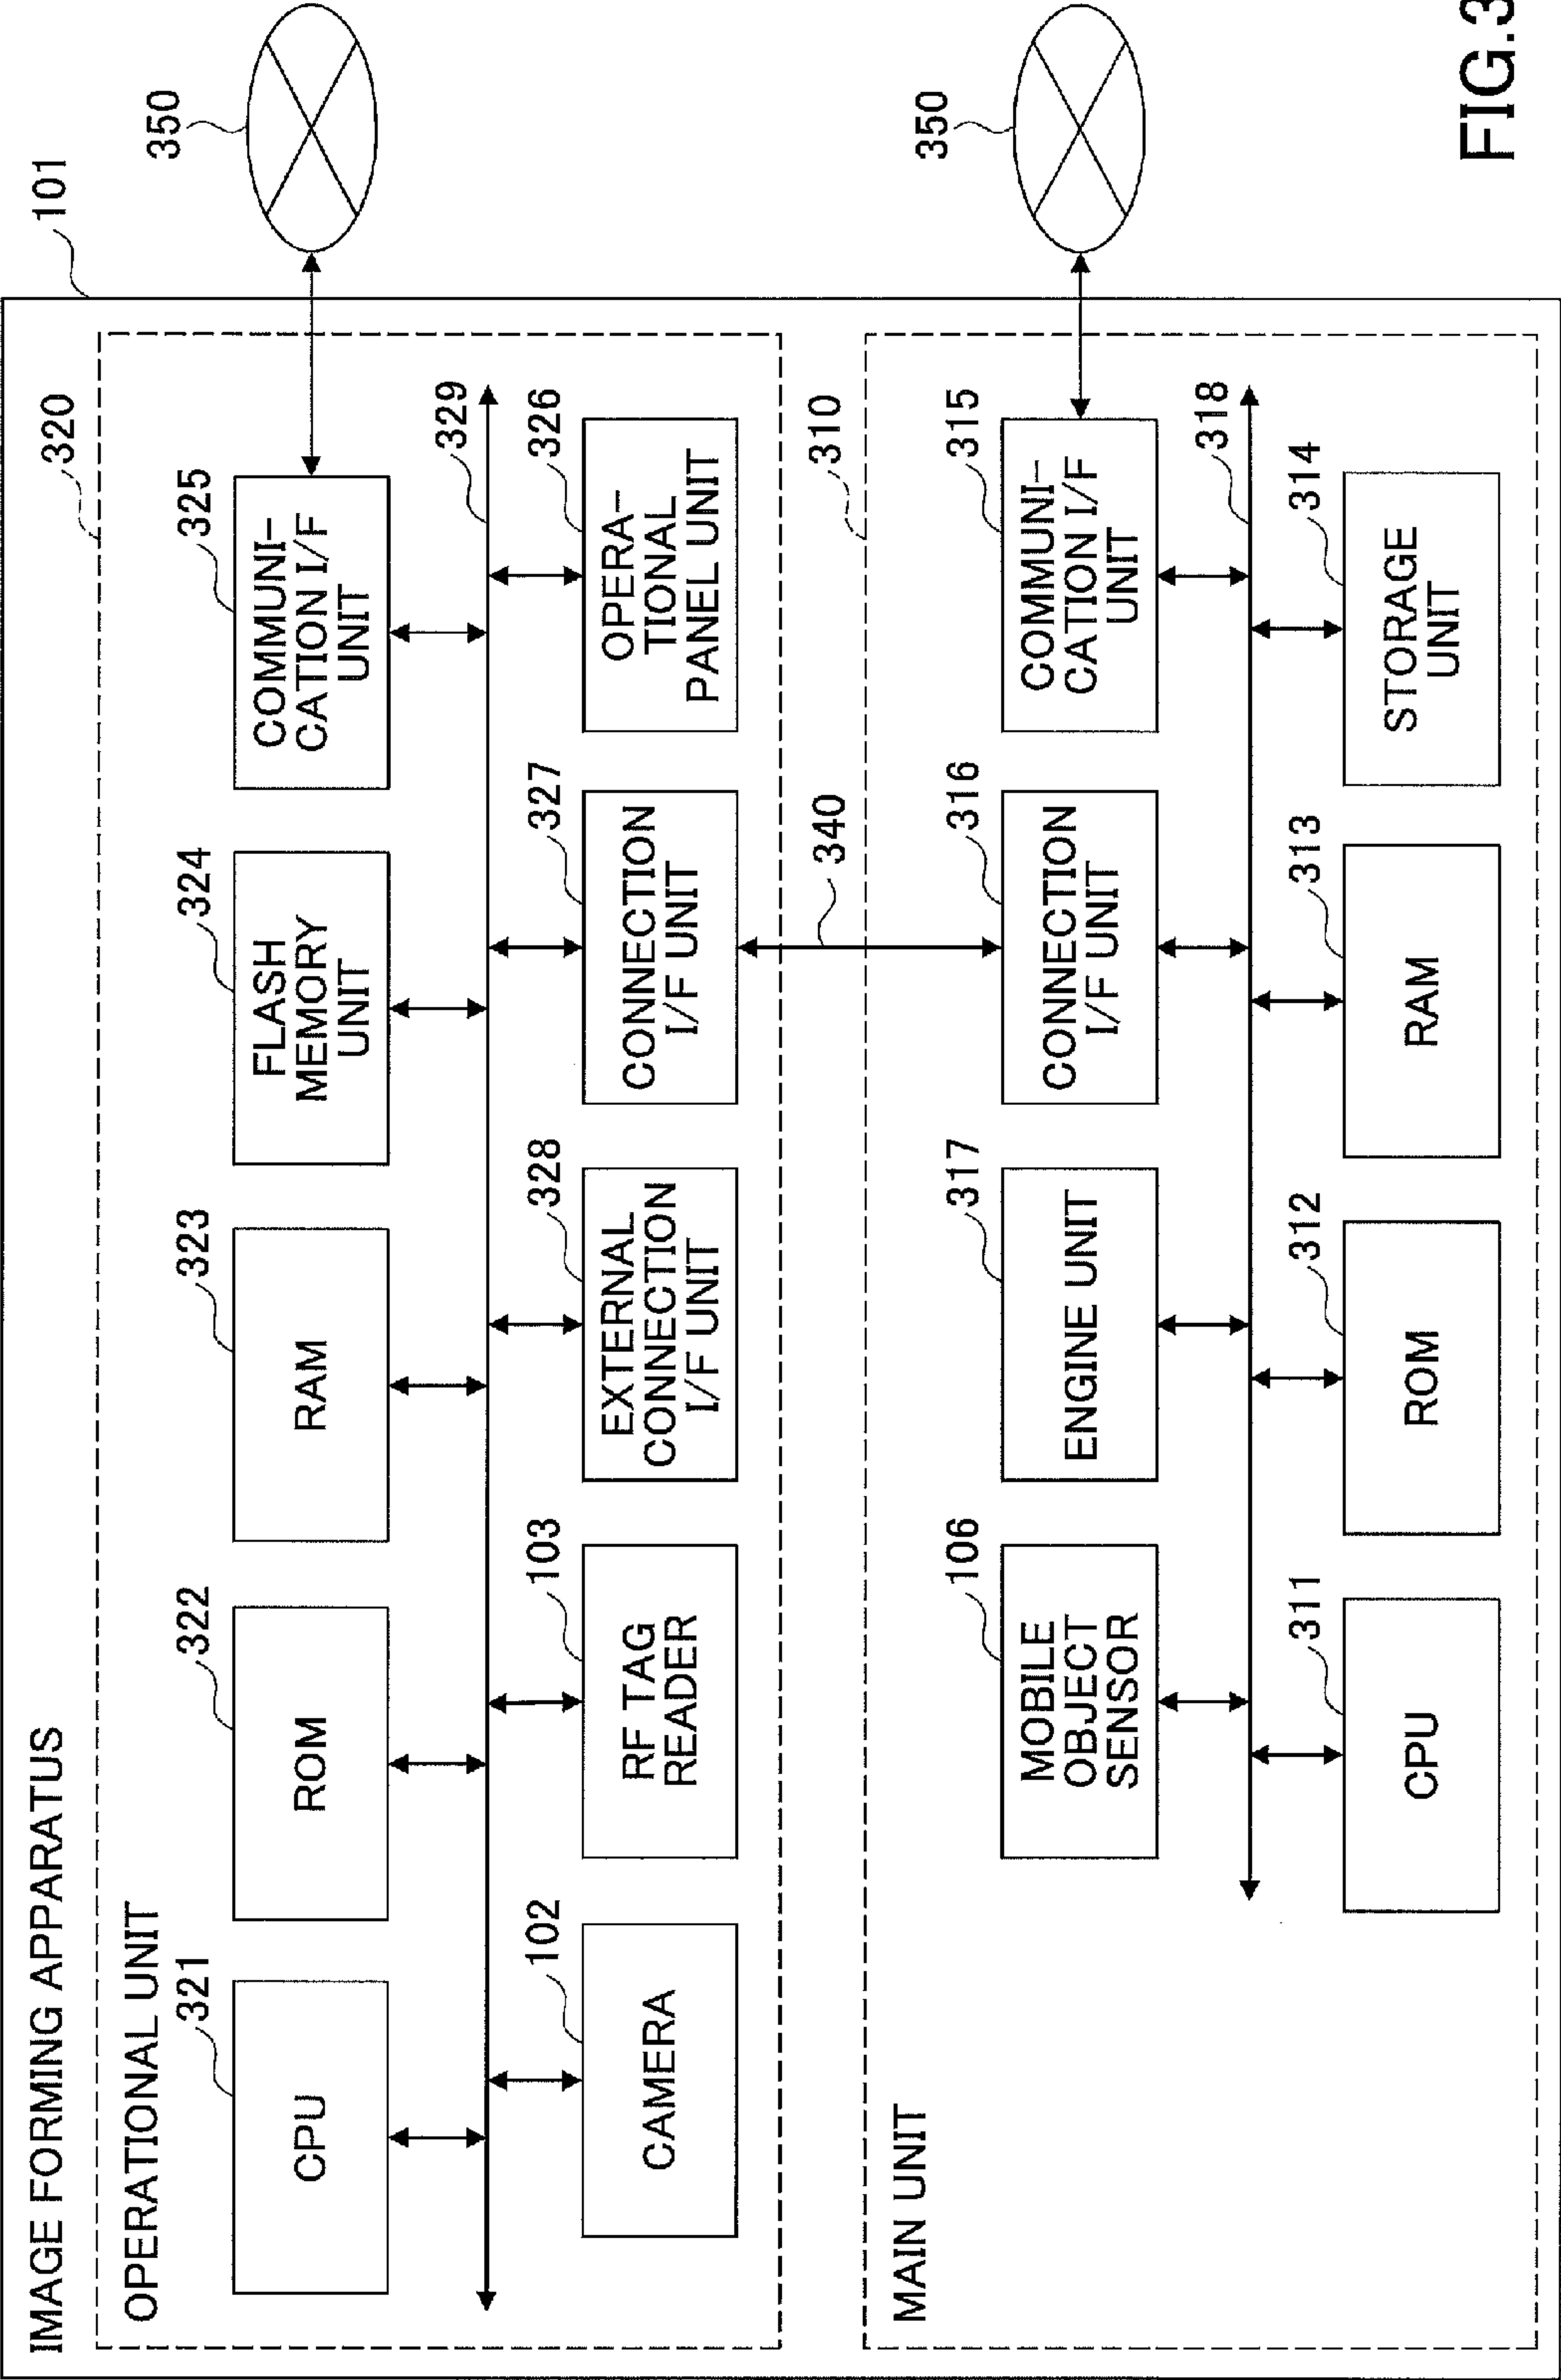 IMAGE FORMING APPARATUS
101
OPERATIONAL UNIT
320
321
CPU
322
ROM
323
RAM
324
FLASH
MEMORY
UNIT
325
COMMUNI-
CATION I/F
UNIT
350
329
102
CAMERA
103
RF TAG
READER
328
EXTERNAL
CONNECTION
I/F UNIT
327
CONNECTION
I/F UNIT
326
OPERA-
TIONAL
PANEL UNIT
340
MAIN UNIT
310
106
MOBILE
OBJECT
SENSOR
317
ENGINE UNIT
316
CONNECTION
I/F UNIT
315
COMMUNI-
CATION I/F
UNIT
350
318
311
CPU
312
ROM
313
RAM
314
STORAGE
UNIT
FIG.3